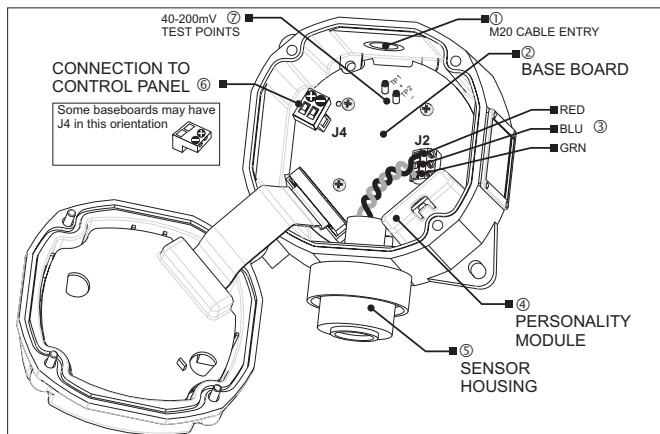 40-200mV ⑦
TEST POINTS
① M20 CABLE ENTRY
② BASE BOARD
CONNECTION TO
CONTROL PANEL ⑥
Some baseboards may have
J4 in this orientation
TP1
+
TP2
−
J4
J2
RED
BLU ③
GRN
④
PERSONALITY
MODULE
⑤
SENSOR
HOUSING